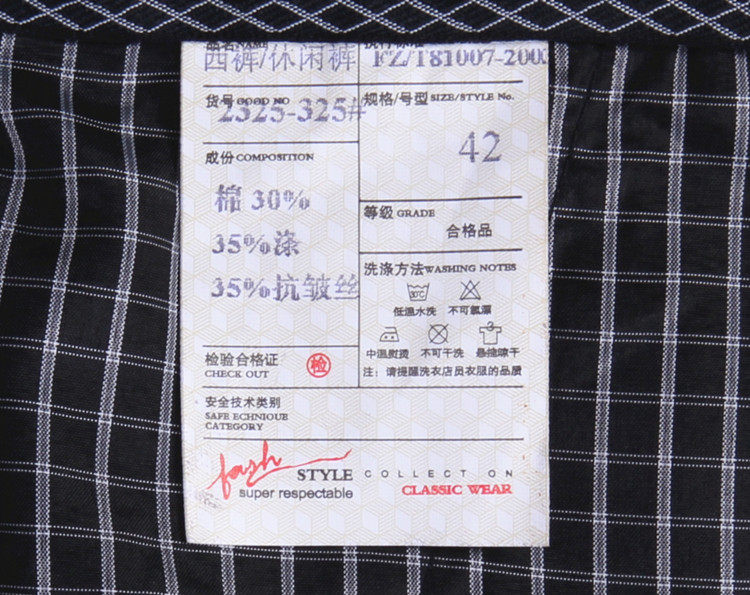 品名 NAME
西裤/休闲裤
FZ/T81007-200
货号 GOOD NO
2325-325#
规格/号型 SIZE/STYLE No.
42
成份 COMPOSITION
棉 30%
35%涤
35%抗皱丝
等级 GRADE
合格品
洗涤方法 WASHING NOTES
低温水洗 不可氯漂
中温熨烫 不可干洗 悬挂晾干
注：请提醒洗衣店员衣服的品质
检验合格证
CHECK OUT
检
安全技术类别
SAFE ECHNIOUE
CATEGORY
fash STYLE COLLECT ON
super respectable CLASSIC WEAR